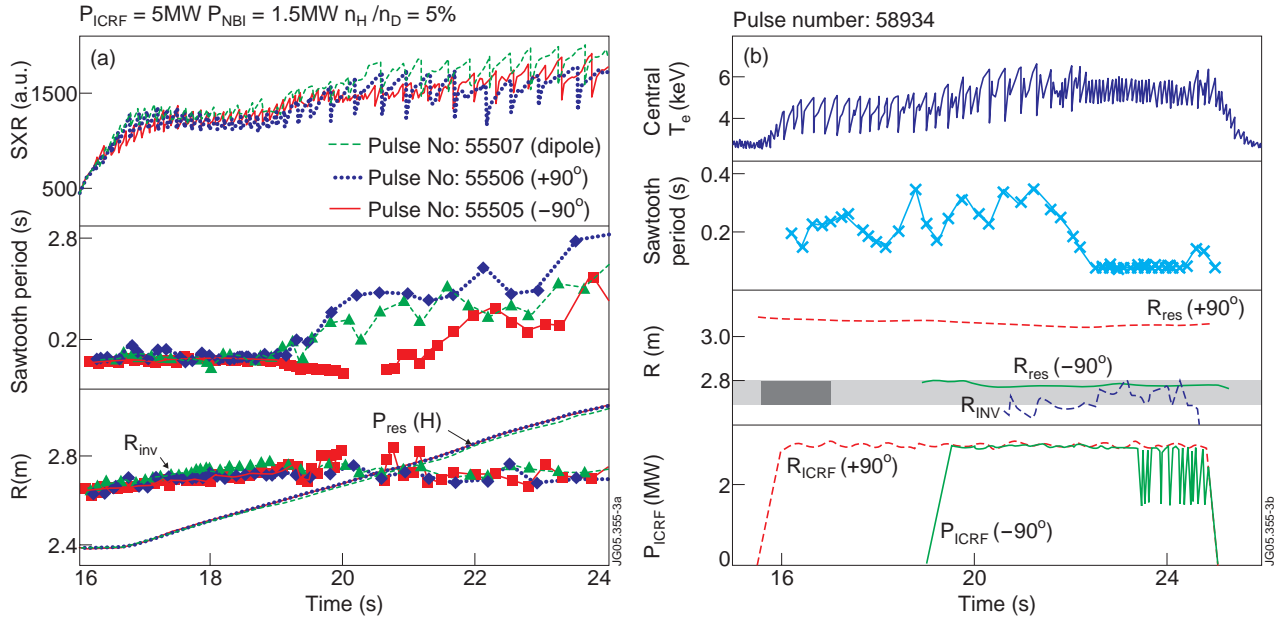 P_ICRF = 5MW P_NBI = 1.5MW n_H /n_D = 5%
(a)
SXR (a.u.)
1500
500
Pulse No: 55507 (dipole)
Pulse No: 55506 (+90°)
Pulse No: 55505 (−90°)
Sawtooth period (s)
2.8
0.2
R(m)
2.8
2.4
R_inv
P_res (H)
16 18 20 22 24
Time (s)
JG05.355-3a
Pulse number: 58934
(b)
Central
T_e (keV)
6
4
Sawtooth
period (s)
0.4
0.2
R (m)
3.0
2.8
R_res (+90°)
R_res (−90°)
R_INV
P_ICRF (MW)
2
0
R_ICRF (+90°)
P_ICRF (−90°)
16 20 24
Time (s)
JG05.355-3b